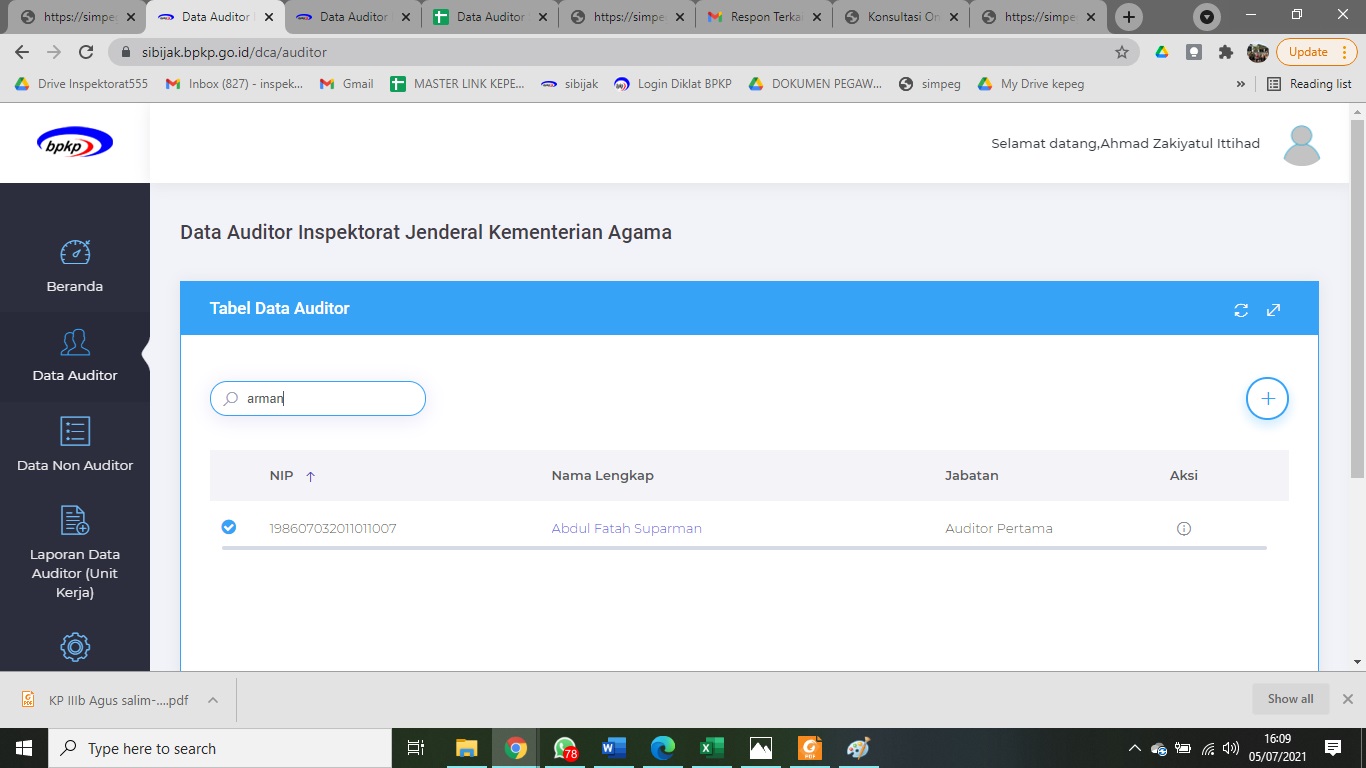 https://simpe
Data Auditor
Data Auditor
Data Auditor
https://simpe
Respon Terka
Konsultasi On
https://simpe
sibijak.bpkp.go.id/dca/auditor
Update
Drive Inspektorat555
Inbox (827) - inspek...
Gmail
MASTER LINK KEPE...
sibijak
Login Diklat BPKP
DOKUMEN PEGAW...
simpeg
My Drive kepeg
»
Reading list
bpkp
Selamat datang,Ahmad Zakiyatul Ittihad
Beranda
Data Auditor
Data Non Auditor
Laporan Data
Auditor (Unit
Kerja)
Data Auditor Inspektorat Jenderal Kementerian Agama
Tabel Data Auditor
arman
NIP Nama Lengkap Jabatan Aksi
198607032011011007 Abdul Fatah Suparman Auditor Pertama
KP IIIb Agus salim-....pdf
Show all
Type here to search
78
16:09
05/07/2021